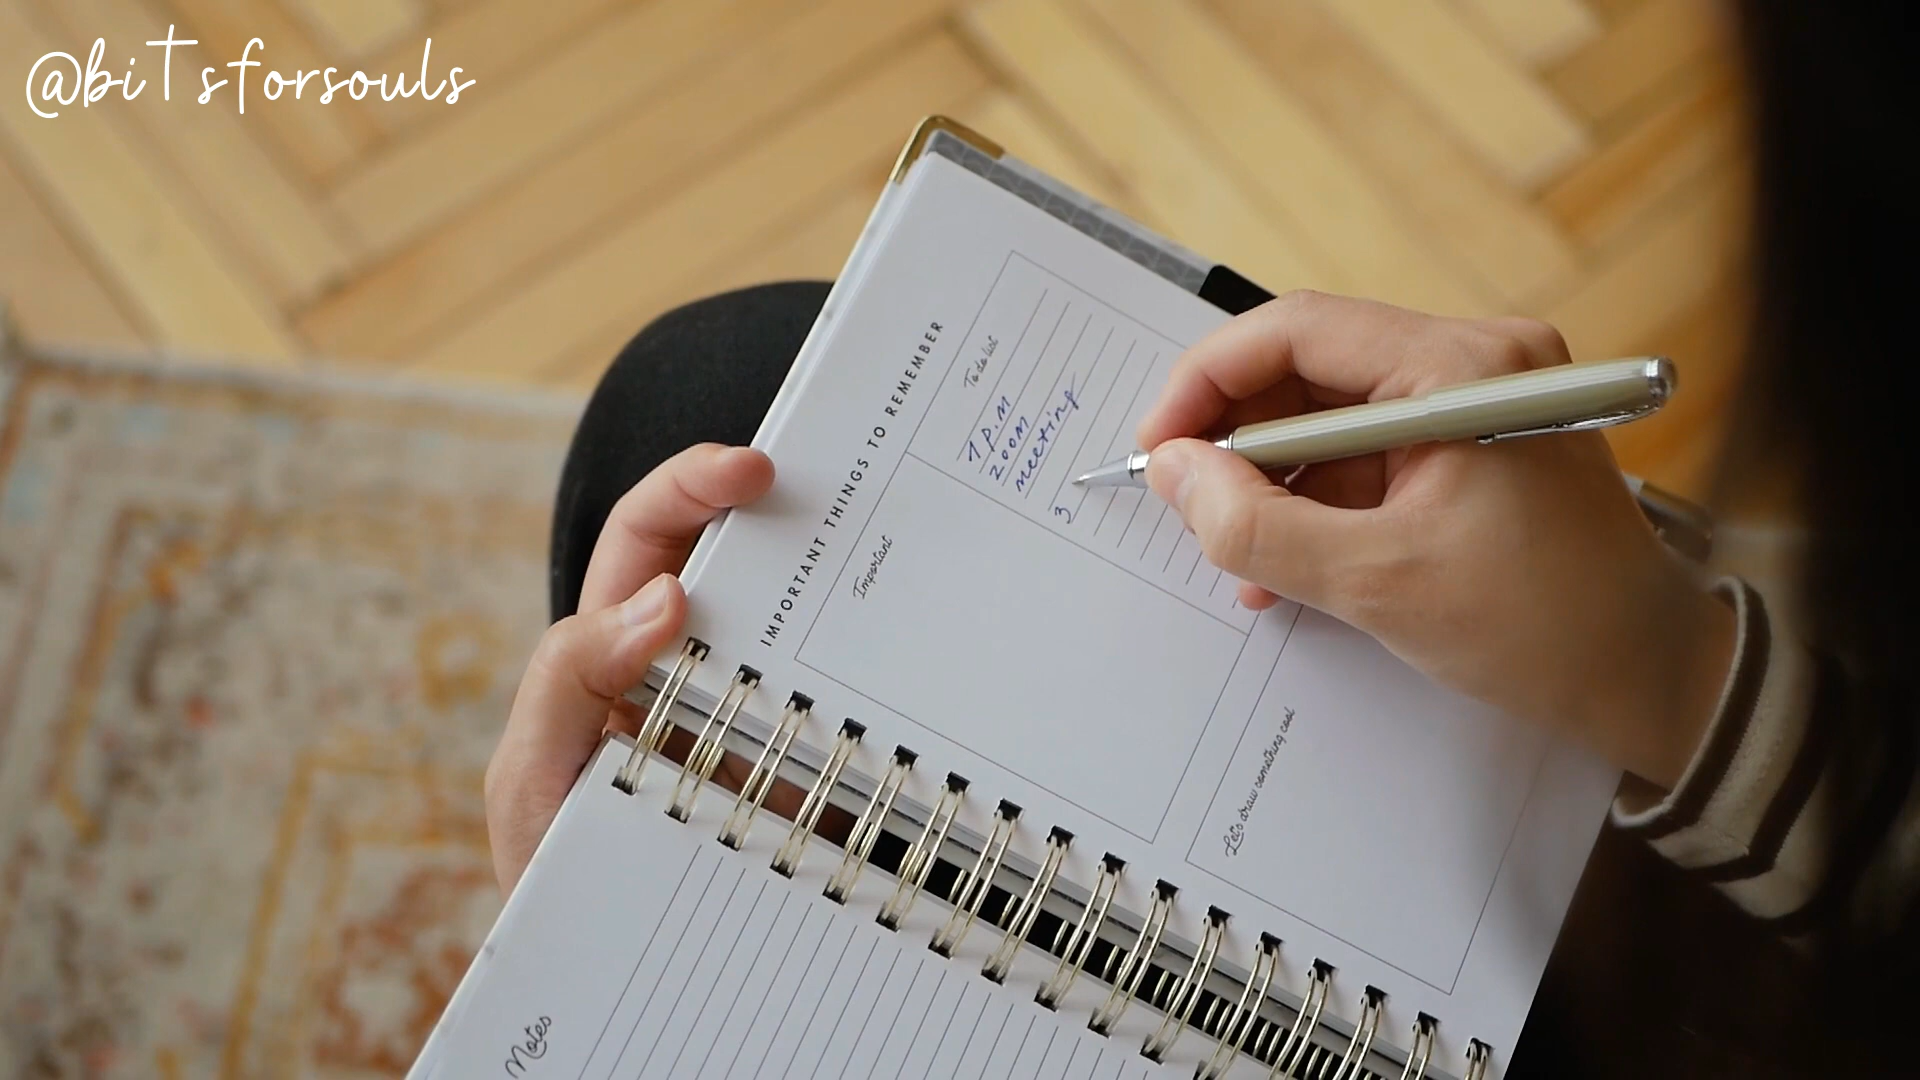 @biTsforsouls
IMPORTANT THINGS TO REMEMBER
To do list
1 p.m
zoom
meeting
3
Important
Let's draw something cool
Notes